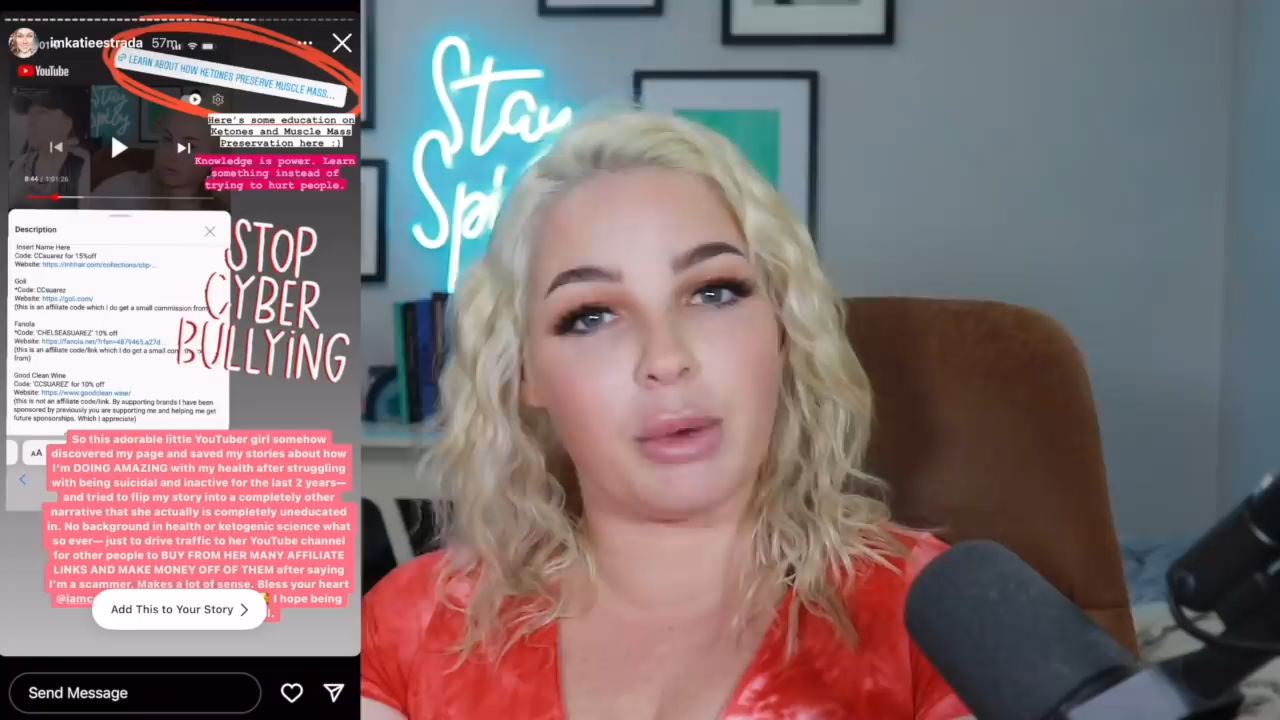 imkatieestrada 57m
YouTube
LEARN ABOUT HOW KETONES PRESERVE MUSCLE MASS...
Here's some education on
Ketones and Muscle Mass
Preservation here :)
Knowledge is power. Learn
something instead of
trying to hurt people.
8:44 / 1:01:26
STOP
CYBER
BULLYiNG
Description
Insert Name Here
Code: CCsuarez for 15%off
Website: https://inhhair.com/collections/clip-...
Goli
*Code: CCsuarez
Website: https://goli.com/
(this is an affiliate code which I do get a small commission from
Fanola
*Code: 'CHELSEASUAREZ' 10% off
Website: https://fanola.net/?rfsn=4879465.a27d...
(this is an affiliate code/link which I do get a small
from)
Good Clean Wine
Code: 'CCSUAREZ' for 10% off
Website: https://www.goodclean.wine/
(this is not an affiliate code/link. By supporting brands I have been
sponsored by previously you are supporting me and helping me get
future sponsorships. Which I appreciate)
AA
So this adorable little YouTuber girl somehow
discovered my page and saved my stories about how
I'm DOING AMAZING with my health after struggling
with being suicidal and inactive for the last 2 years—
and tried to flip my story into a completely other
narrative that she actually is completely uneducated
in. No background in health or ketogenic science what
so ever— just to drive traffic to her YouTube channel
for other people to BUY FROM HER MANY AFFILIATE
LINKS AND MAKE MONEY OFF OF THEM after saying
I'm a scammer. Makes a lot of sense. Bless your heart
I hope being
Add This to Your Story
Send Message
Stay